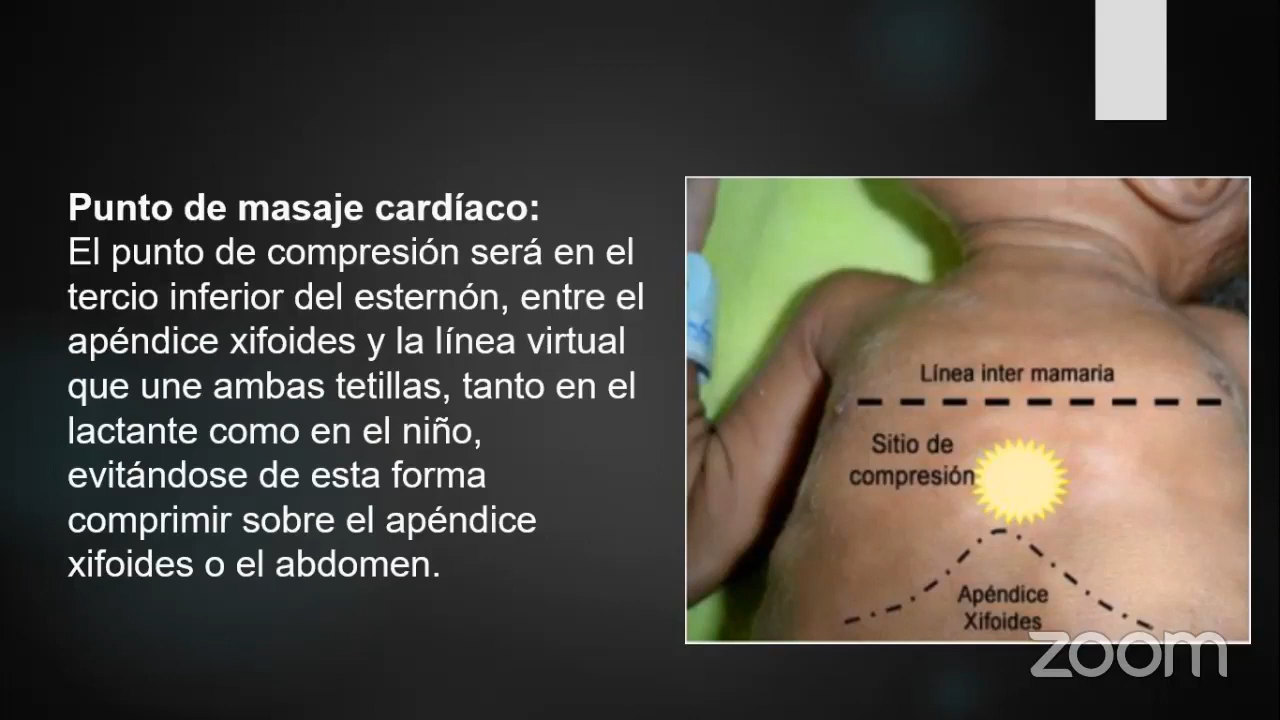 Punto de masaje cardíaco:
El punto de compresión será en el
tercio inferior del esternón, entre el
apéndice xifoides y la línea virtual
que une ambas tetillas, tanto en el
lactante como en el niño,
evitándose de esta forma
comprimir sobre el apéndice
xifoides o el abdomen.
Línea inter mamaria
Sitio de
compresión
Apéndice
Xifoides
zoom